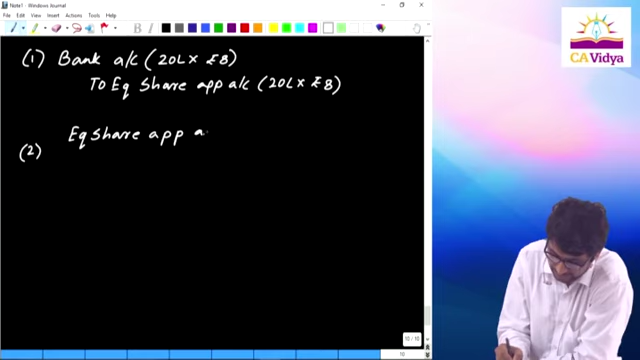 Note1 - Windows Journal
File Edit View Insert Actions Tools Help
CA Vidya
(1) Bank a/c (20L × ₹8)
To Eq Share app a/c (20L × ₹8)
Eq share app a
(2)
10 / 10
10